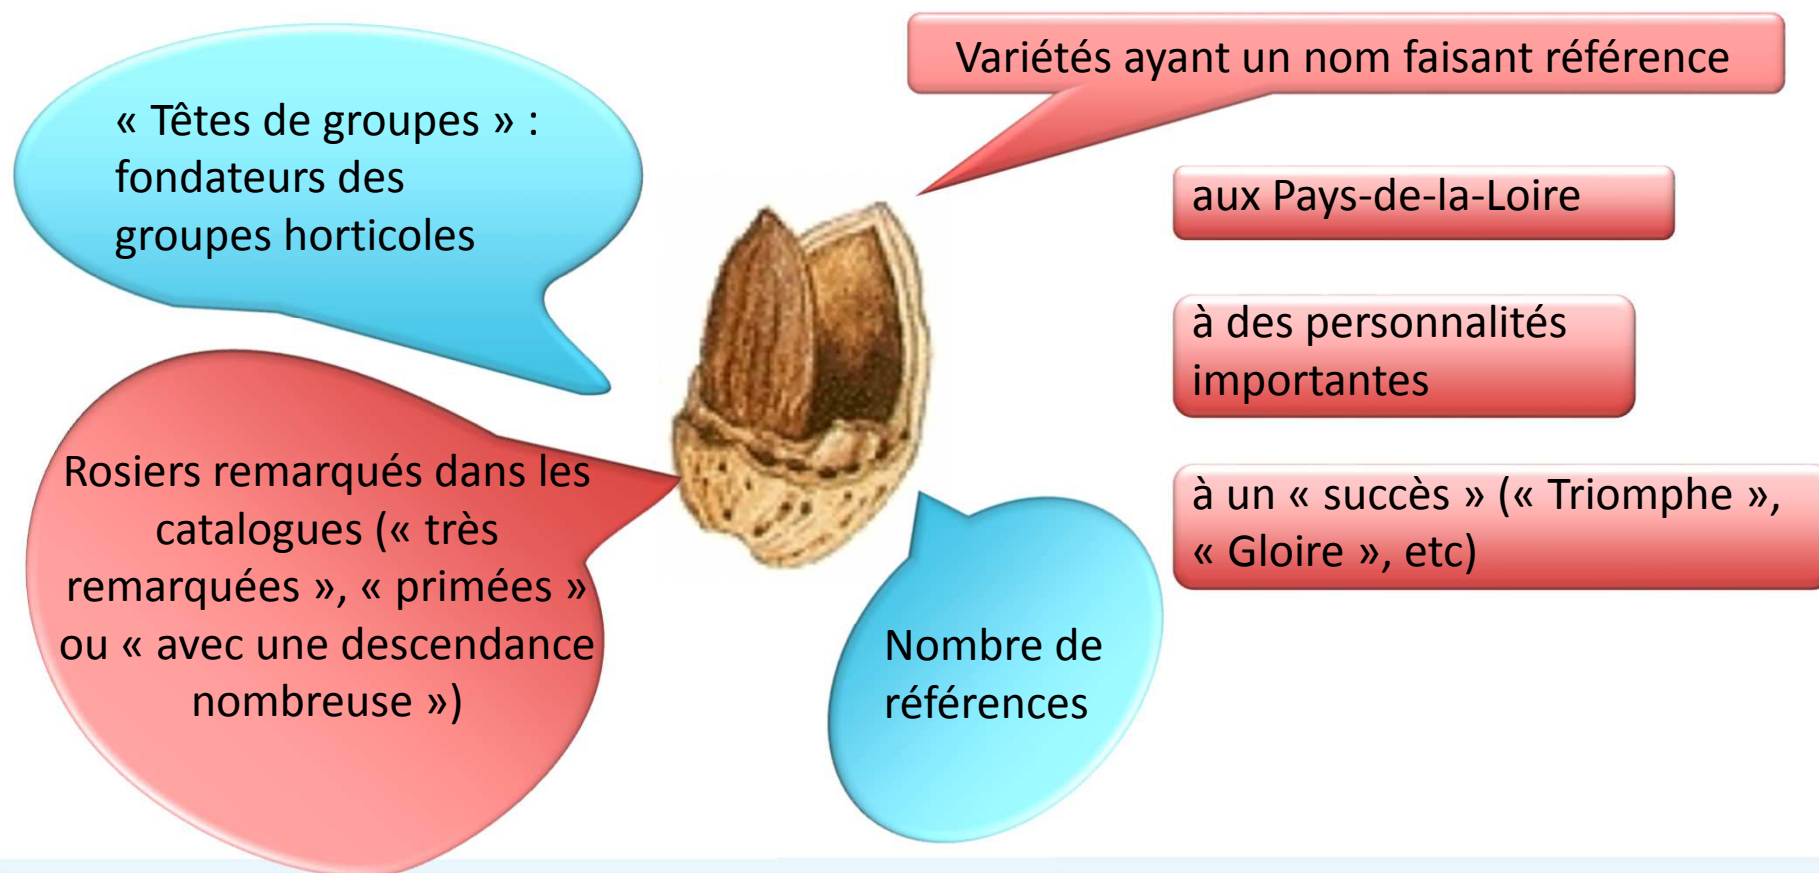 « Têtes de groupes » :
fondateurs des
groupes horticoles
Variétés ayant un nom faisant référence
aux Pays-de-la-Loire
à des personnalités
importantes
à un « succès » (« Triomphe »,
« Gloire », etc)
Rosiers remarqués dans les
catalogues (« très
remarquées », « primées »
ou « avec une descendance
nombreuse »)
Nombre de
références